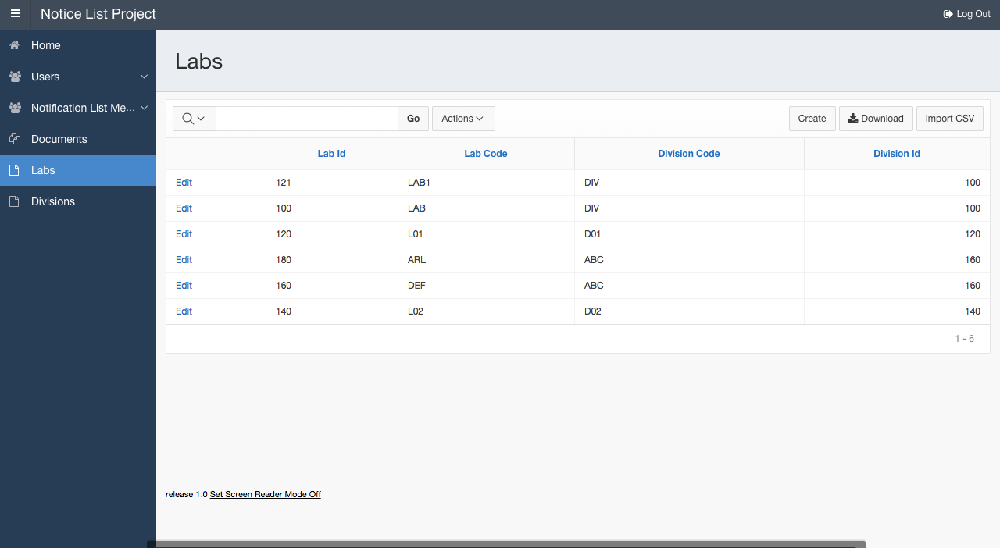 Notice List Project
Log Out
Home
Users
Notification List Me...
Documents
Labs
Divisions
Labs
Go Actions Create Download Import CSV
Lab Id Lab Code Division Code Division Id
Edit 121 LAB1 DIV 100
Edit 100 LAB DIV 100
Edit 120 L01 D01 120
Edit 180 ARL ABC 160
Edit 160 DEF ABC 160
Edit 140 L02 D02 140
1 - 6
release 1.0 Set Screen Reader Mode Off